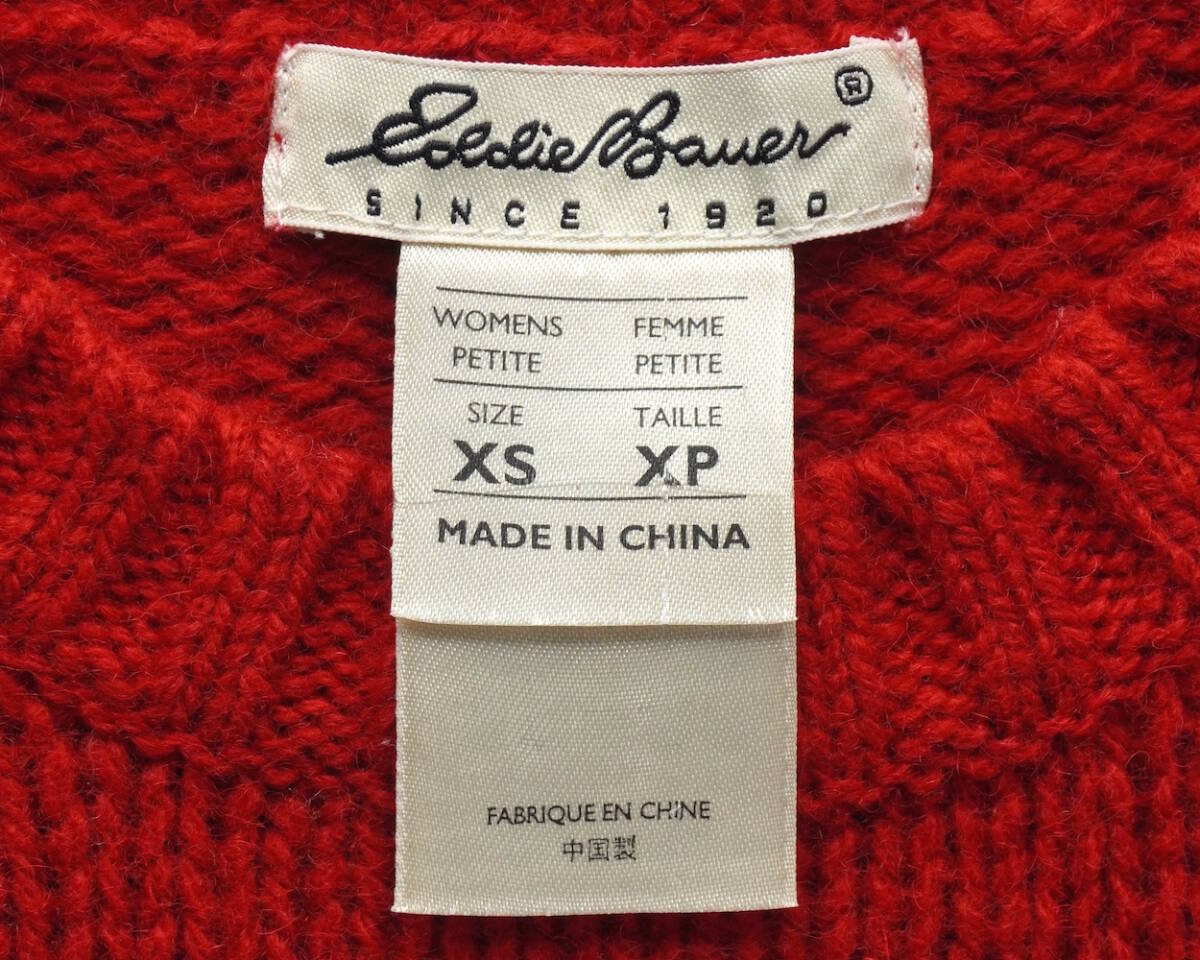 Eddie Bauer®
SINCE 1920
WOMENS FEMME
PETITE PETITE
SIZE TAILLE
XS XP
MADE IN CHINA
FABRIQUE EN CHINE
中国製